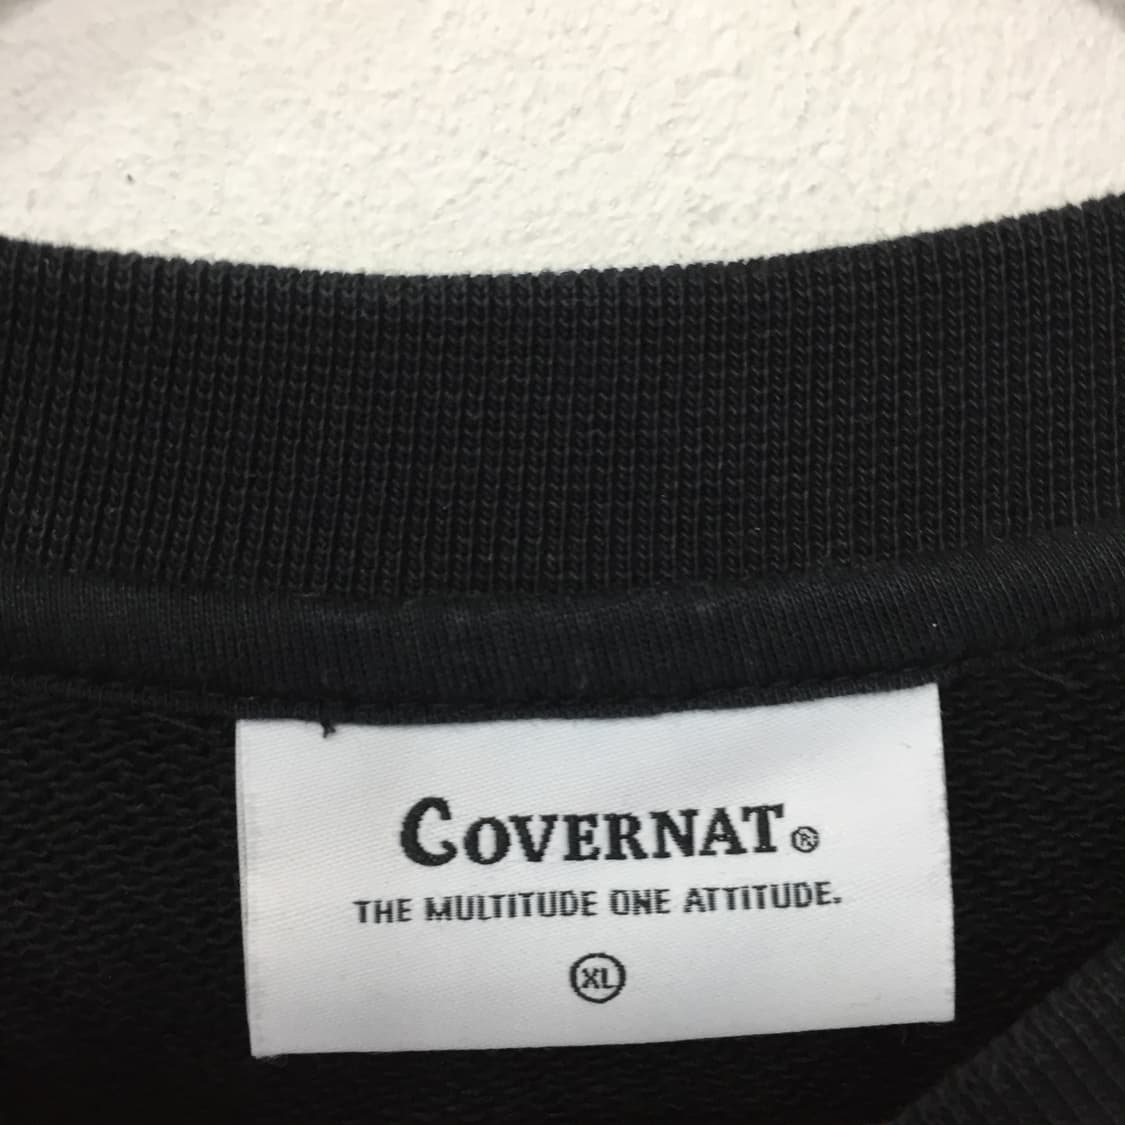 COVERNAT®
THE MULTITUDE ONE ATTITUDE.
XL